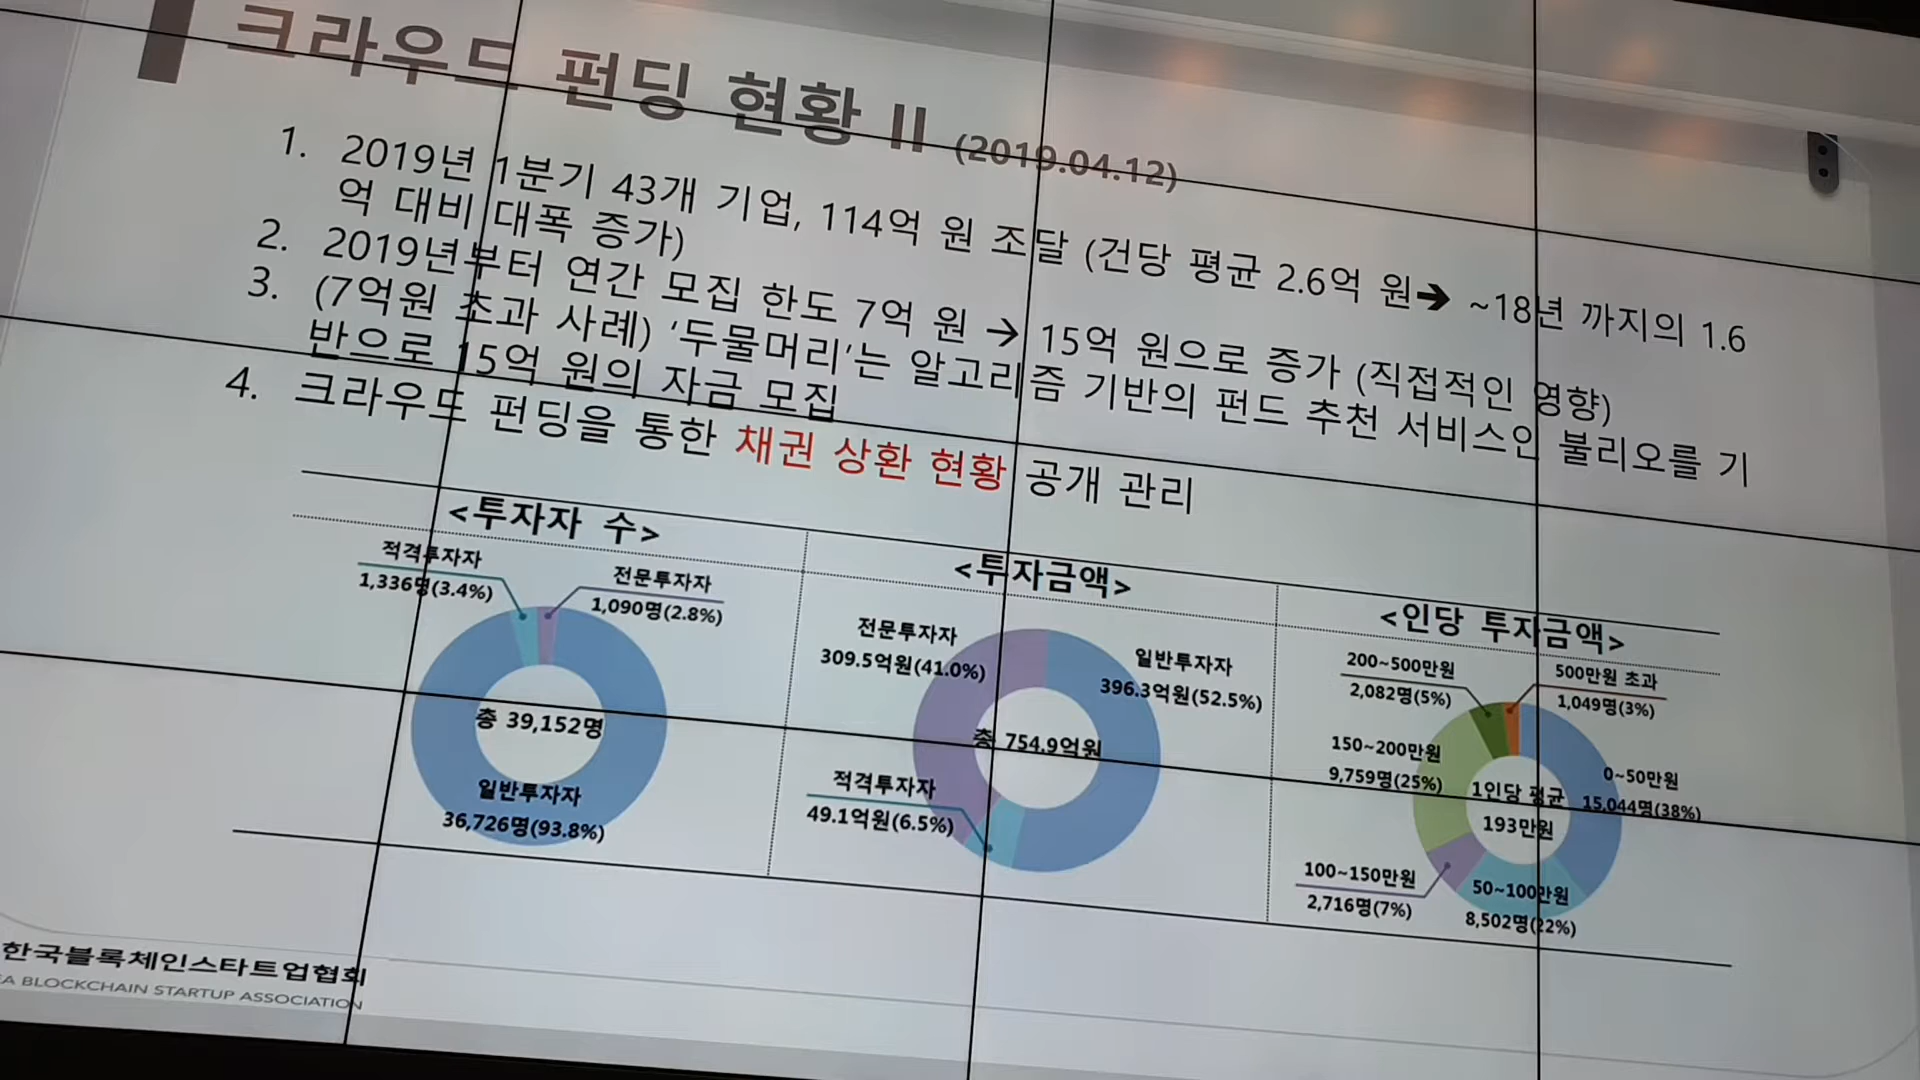 크라우드 펀딩 현황 II (2019.04.12)
1. 2019년 1분기 43개 기업, 114억 원 조달 (건당 평균 2.6억 원➔ ~18년 까지의 1.6
억 대비 대폭 증가)
2. 2019년부터 연간 모집 한도 7억 원 → 15억 원으로 증가 (직접적인 영향)
3. (7억원 초과 사례) ‘두물머리’는 알고리즘 기반의 펀드 추천 서비스인 불리오를 기
반으로 15억 원의 자금 모집
4. 크라우드 펀딩을 통한 채권 상환 현황 공개 관리
<투자자 수>
적격투자자
1,336명(3.4%)
전문투자자
1,090명(2.8%)
총 39,152명
일반투자자
36,726명(93.8%)
<투자금액>
전문투자자
309.5억원(41.0%)
일반투자자
396.3억원(52.5%)
총 754.9억원
적격투자자
49.1억원(6.5%)
<인당 투자금액>
200~500만원
2,082명(5%)
500만원 초과
1,049명(3%)
150~200만원
9,759명(25%)
0~50만원
15,044명(38%)
1인당 평균
193만원
100~150만원
2,716명(7%)
50~100만원
8,502명(22%)
한국블록체인스타트업협회
EA BLOCKCHAIN STARTUP ASSOCIATION